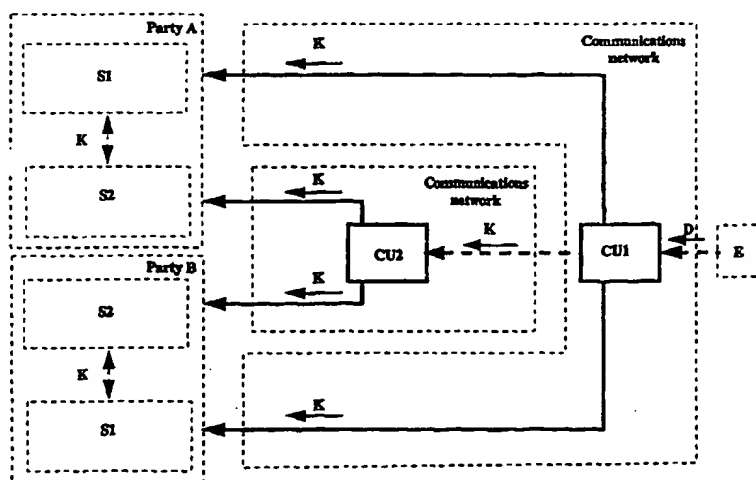 Party A
K
Communications
network
S1
K
K
S2
Communications
network
K
D
CU2
CU1
E
K
Party B
S2
K
K
S1